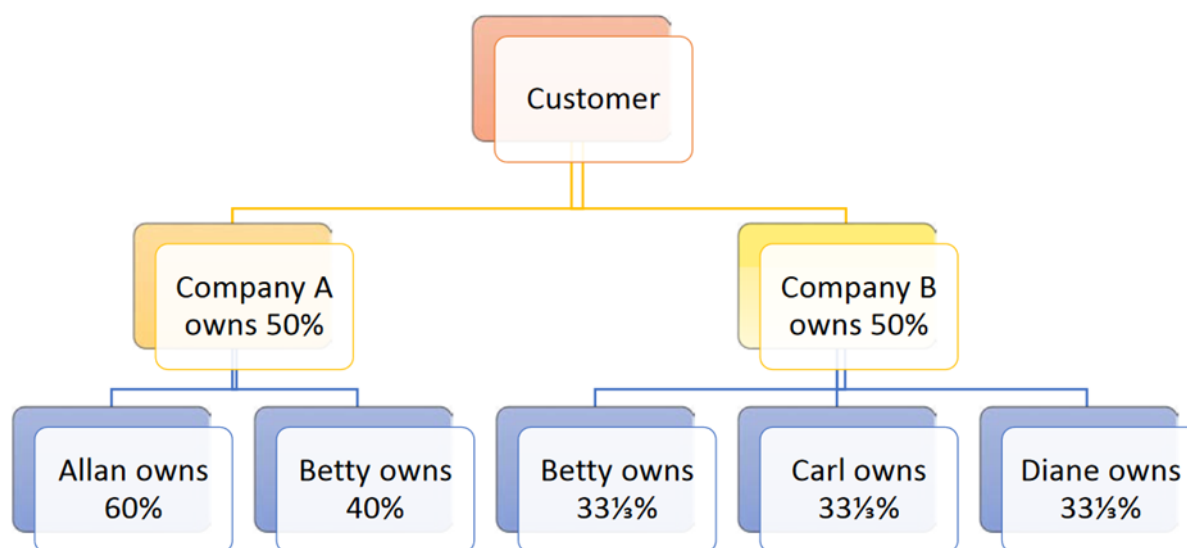 Customer
Company A
owns 50%
Company B
owns 50%
Allan owns
60%
Betty owns
40%
Betty owns
33⅓%
Carl owns
33⅓%
Diane owns
33⅓%